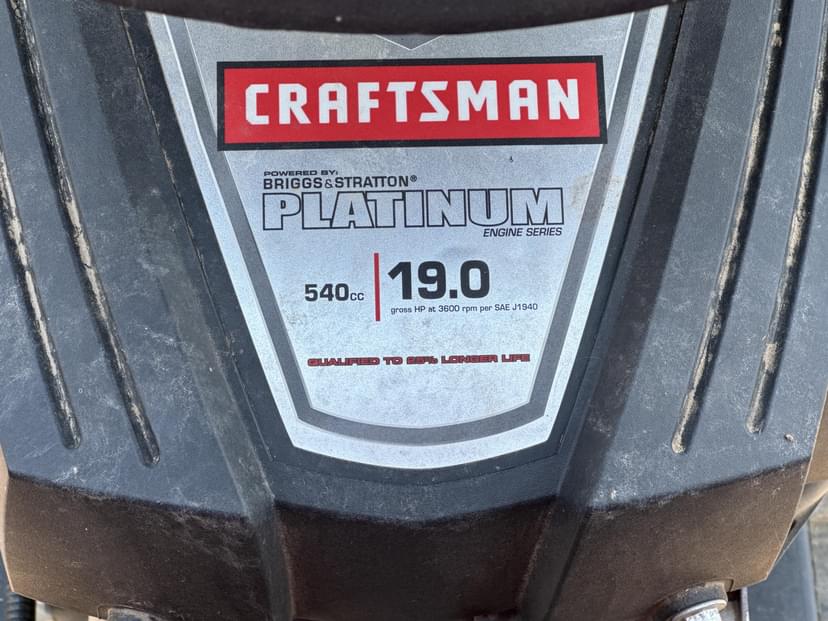 CRAFTSMAN
POWERED BY:
BRIGGS&STRATTON®
PLATINUM
ENGINE SERIES
540cc
19.0
gross HP at 3600 rpm per SAE J1940
QUALIFIED TO 25% LONGER LIFE